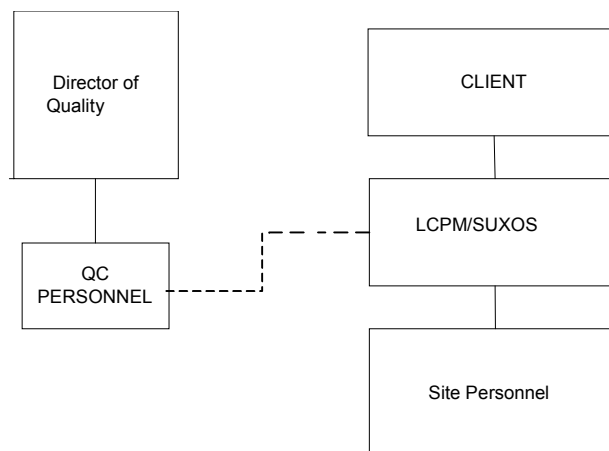 Director of
Quality
CLIENT
LCPM/SUXOS
QC
PERSONNEL
Site Personnel